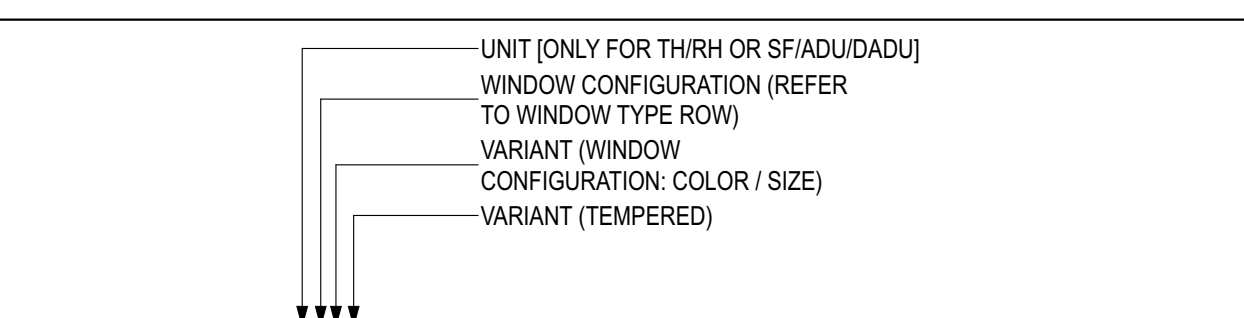 UNIT [ONLY FOR TH/RH OR SF/ADU/DADU]
WINDOW CONFIGURATION (REFER
TO WINDOW TYPE ROW)
VARIANT (WINDOW
CONFIGURATION: COLOR / SIZE)
VARIANT (TEMPERED)